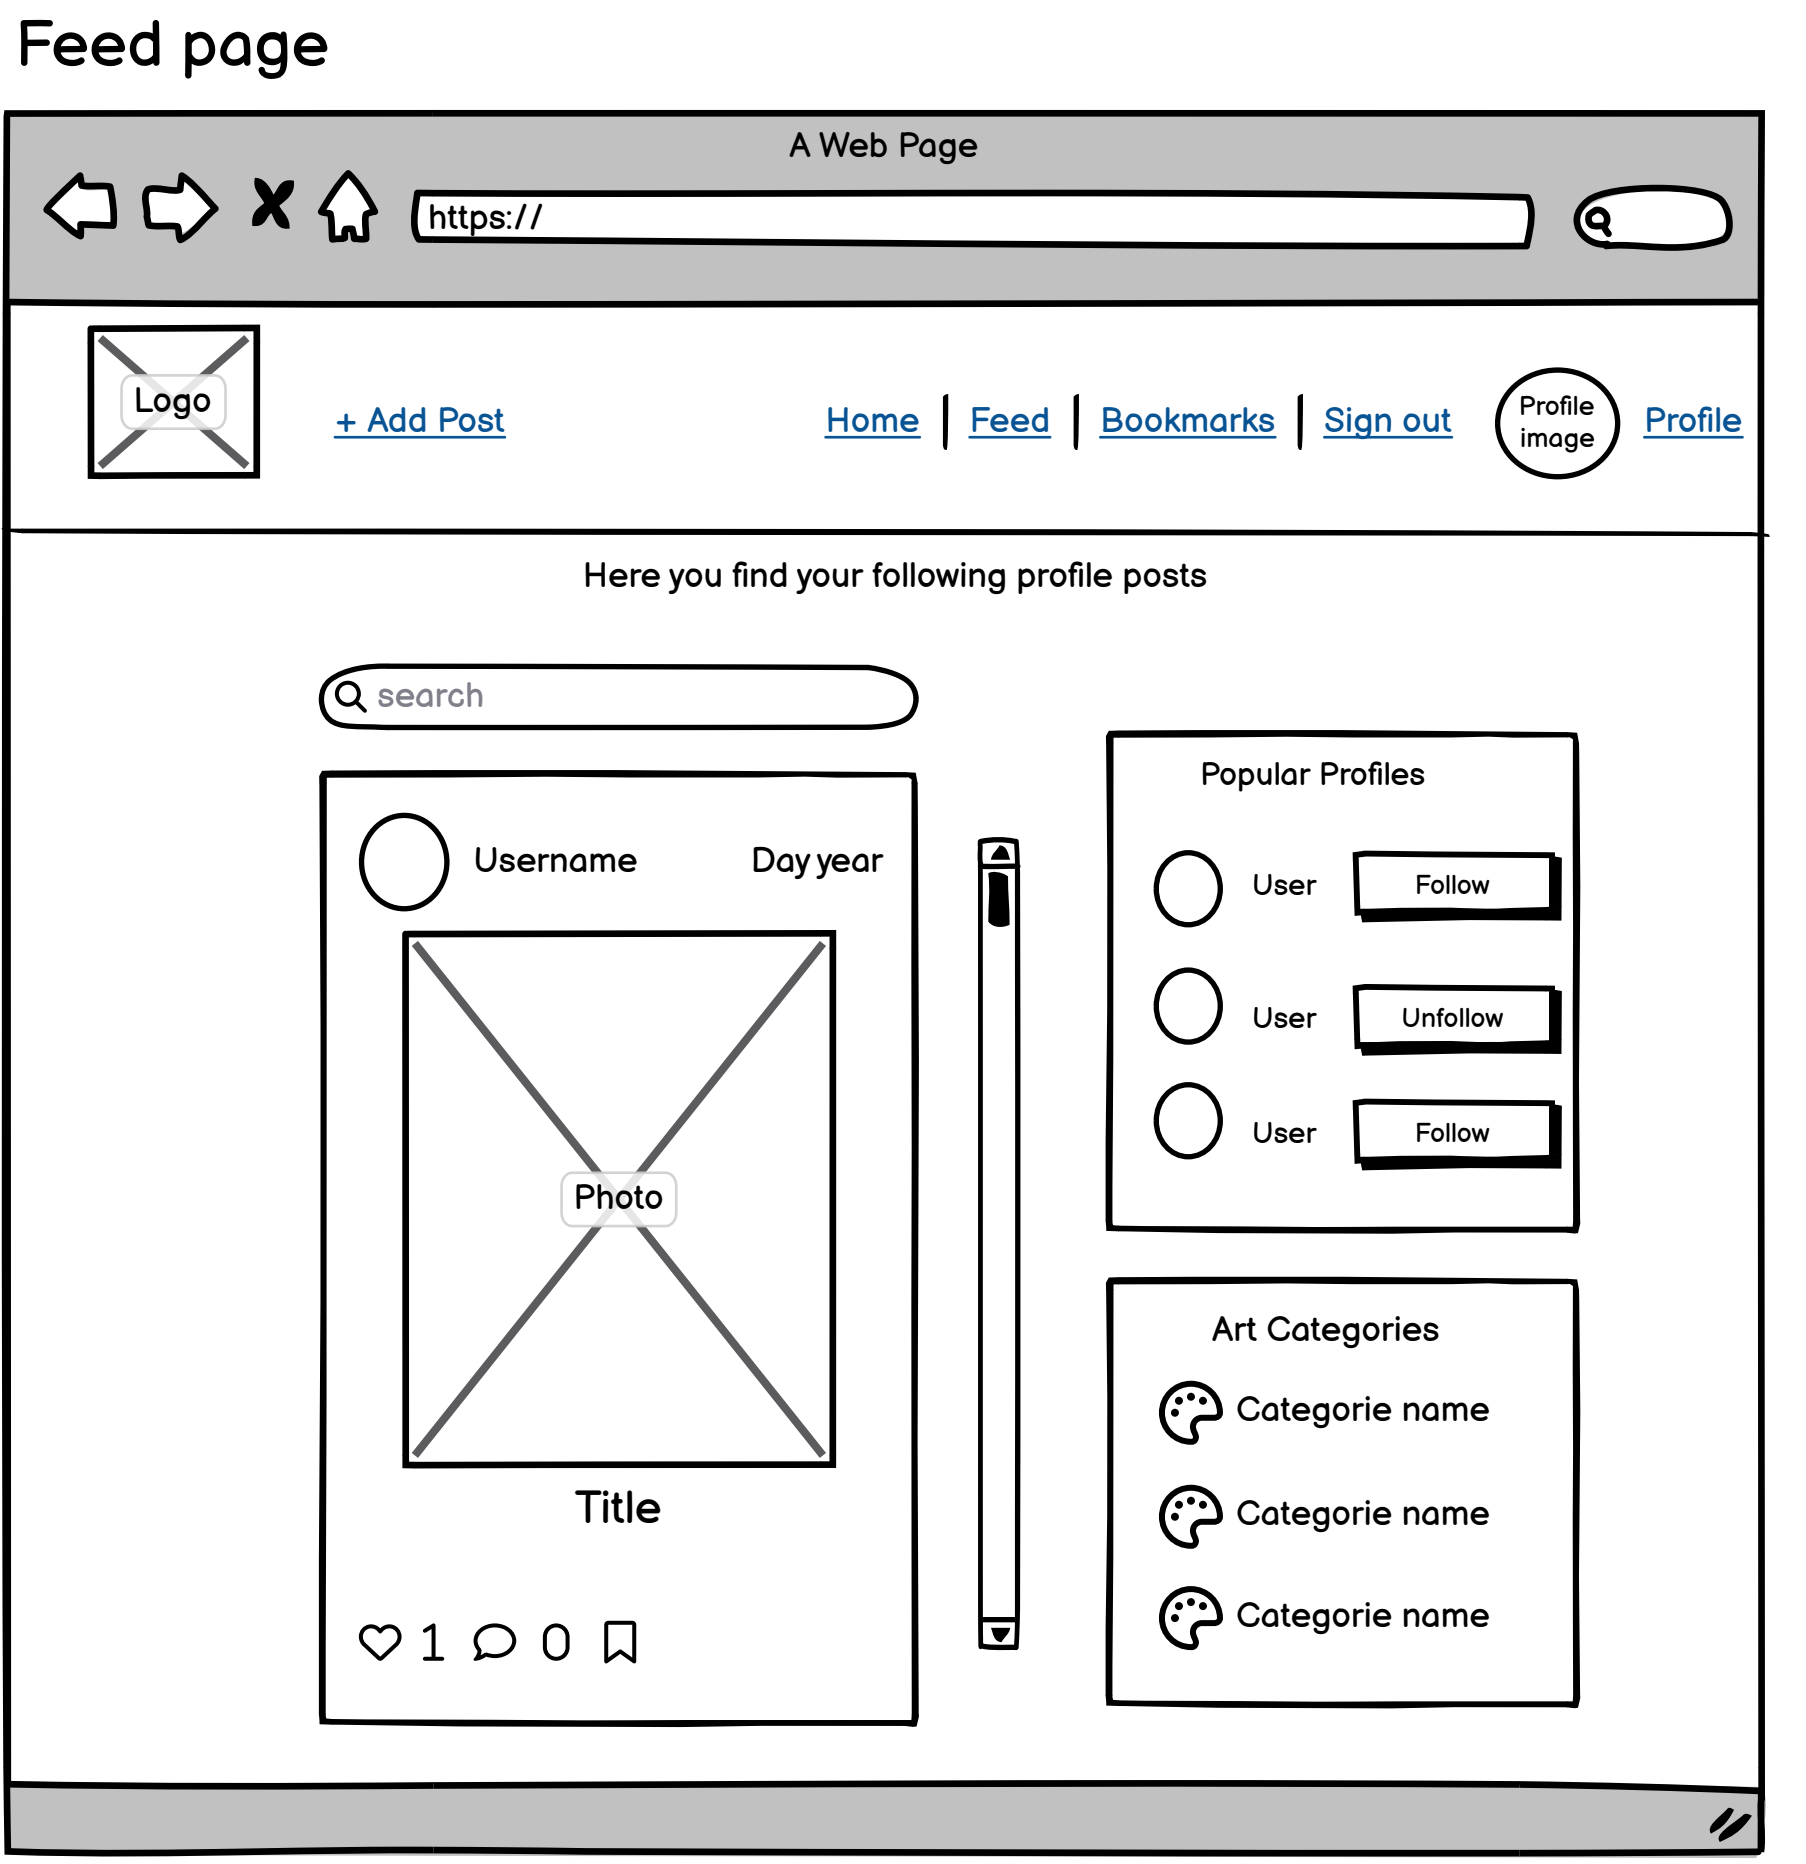 Feed page
A Web Page
https://
Logo
+ Add Post
Home
Feed
Bookmarks
Sign out
Profile
image
Profile
Here you find your following profile posts
search
Username
Day year
Photo
Title
1
0
Popular Profiles
User
Follow
User
Unfollow
User
Follow
Art Categories
Categorie name
Categorie name
Categorie name